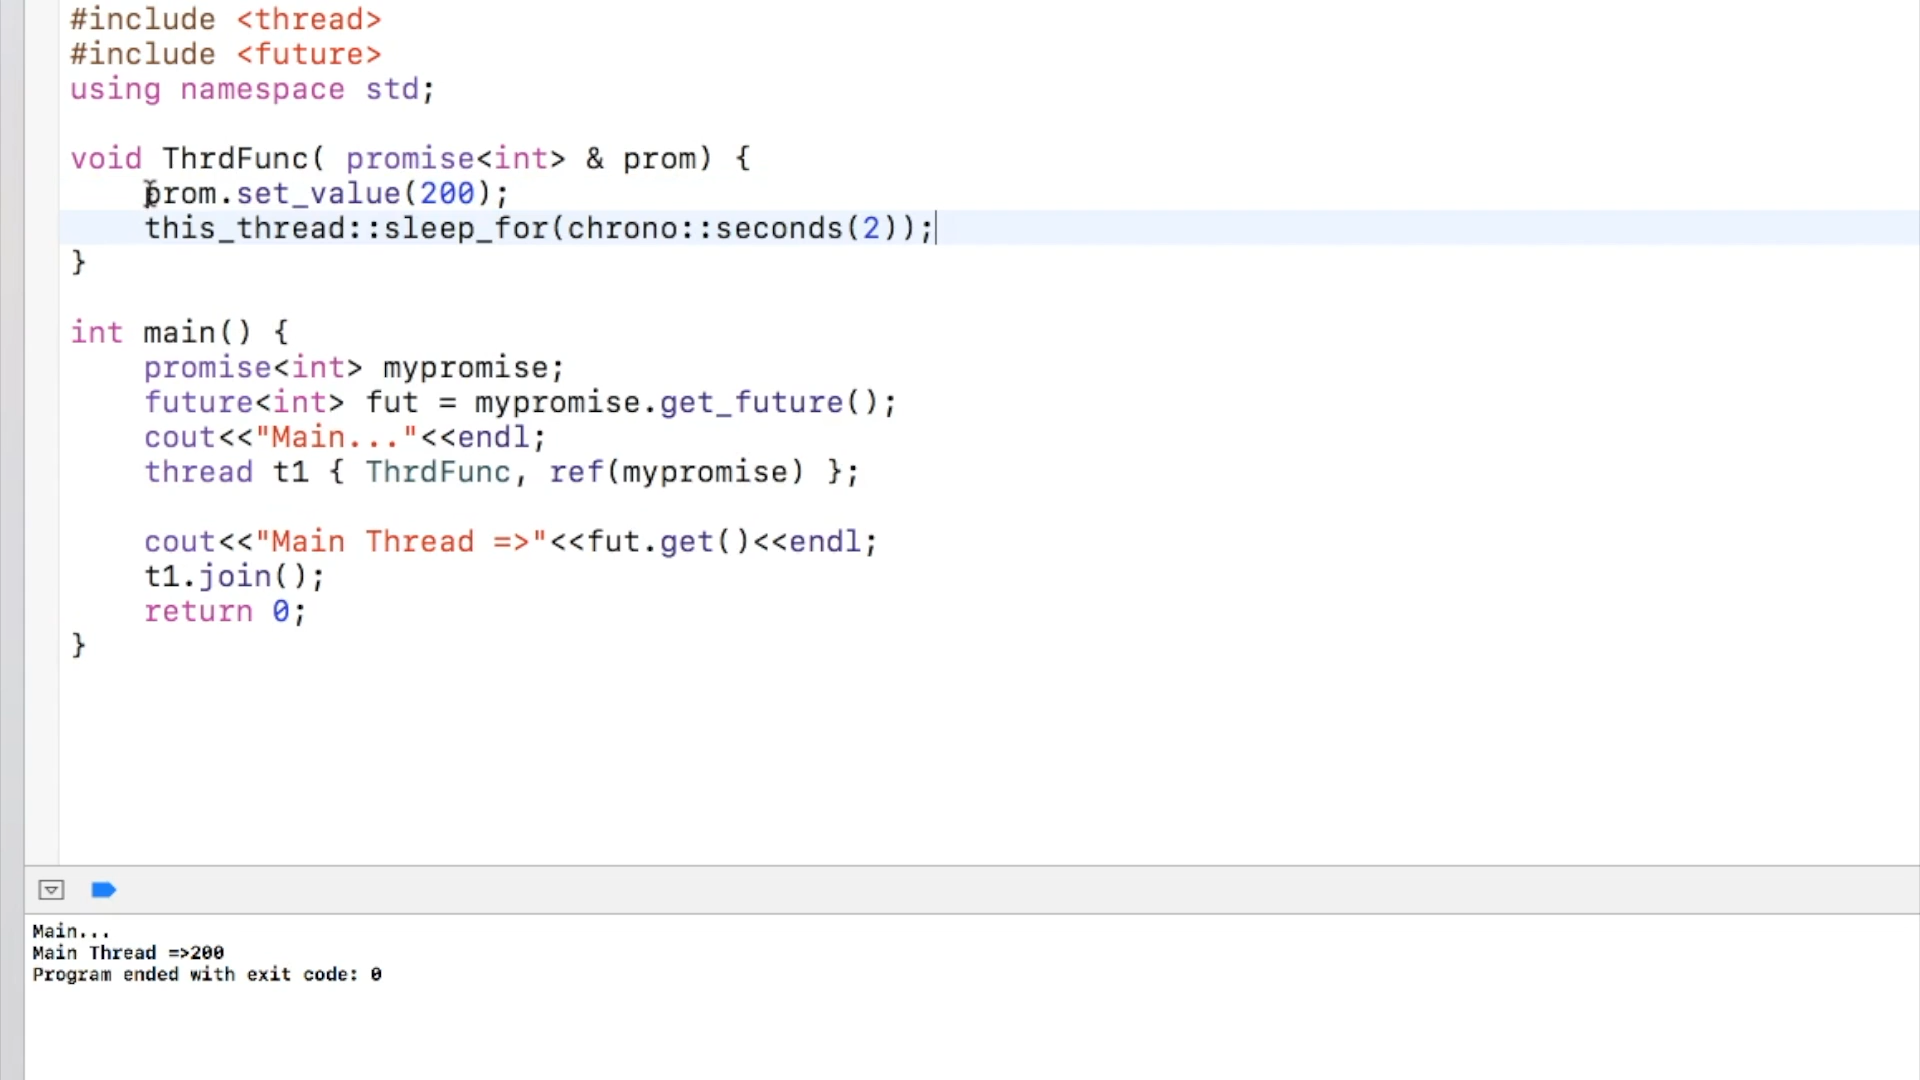 #include <thread>
#include <future>
using namespace std;
void ThrdFunc( promise<int> & prom) {
prom.set_value(200);
this_thread::sleep_for(chrono::seconds(2));
}
int main() {
promise<int> mypromise;
future<int> fut = mypromise.get_future();
cout<<"Main..."<<endl;
thread t1 { ThrdFunc, ref(mypromise) };
cout<<"Main Thread =>"<<fut.get()<<endl;
t1.join();
return 0;
}
Main...
Main Thread =>200
Program ended with exit code: 0